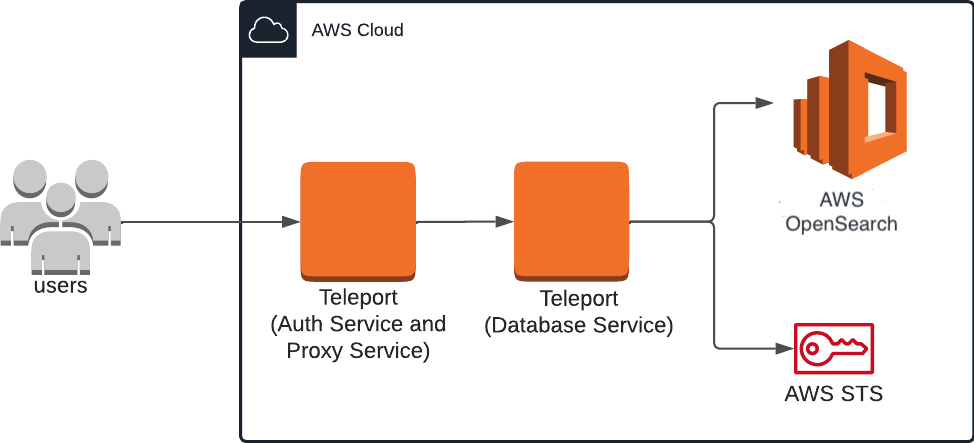 AWS Cloud
users
Teleport
(Auth Service and
Proxy Service)
Teleport
(Database Service)
AWS
OpenSearch
AWS STS